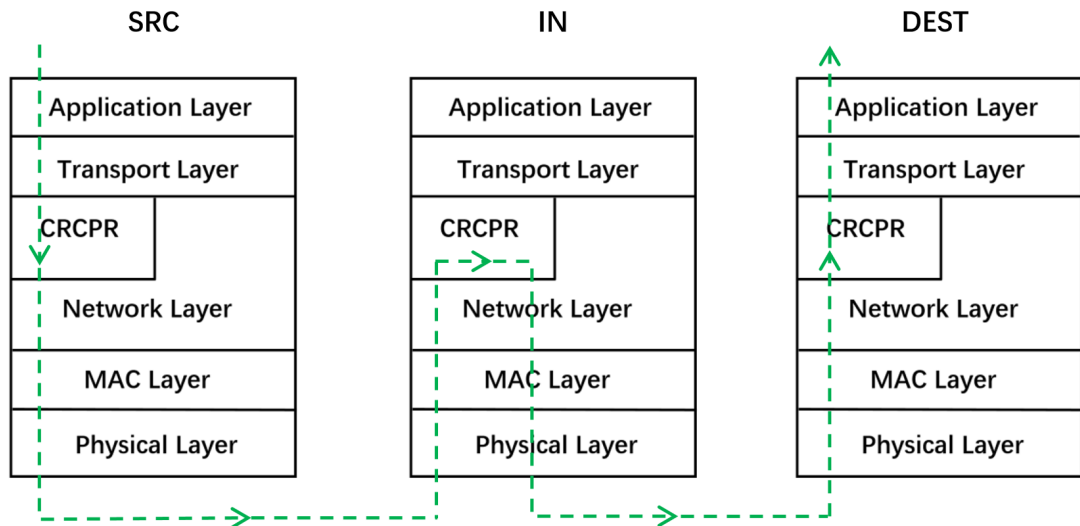 SRC
IN
DEST
Application Layer
Transport Layer
CRCPR
Network Layer
MAC Layer
Physical Layer
Application Layer
Transport Layer
CRCPR
Network Layer
MAC Layer
Physical Layer
Application Layer
Transport Layer
CRCPR
Network Layer
MAC Layer
Physical Layer